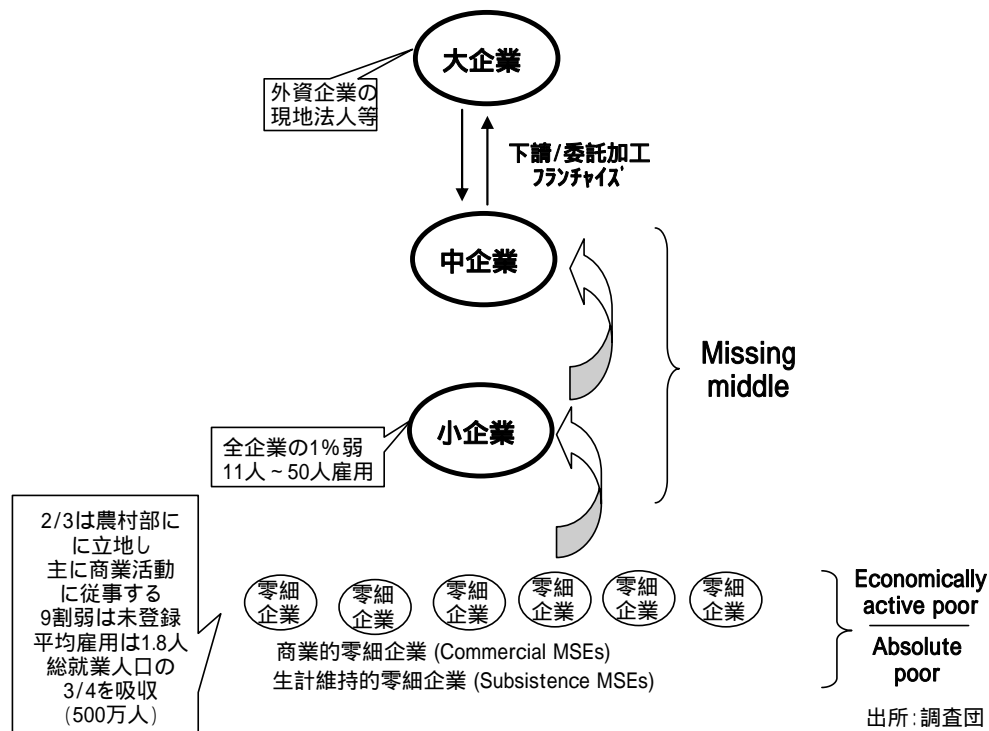 大企業
外資企業の
現地法人等
下請/委託加工
フランチャイズ
中企業
Missing
middle
小企業
全企業の1%弱
11人~50人雇用
2/3は農村部に
に立地し
主に商業活動
に従事する
9割弱は未登録
平均雇用は1.8人
総就業人口の
3/4を吸収
(500万人)
零細
企業
零細
企業
零細
企業
零細
企業
零細
企業
零細
企業
商業的零細企業 (Commercial MSEs)
生計維持的零細企業 (Subsistence MSEs)
Economically
active poor
Absolute
poor
出所:調査団